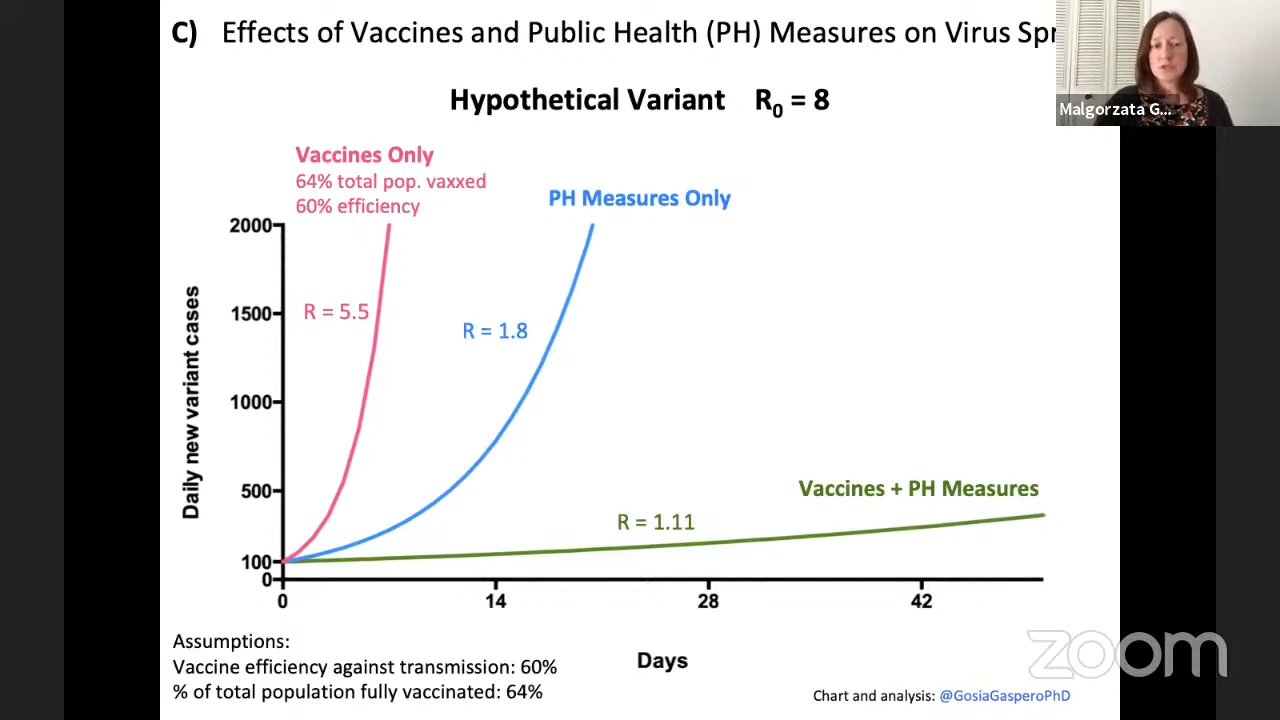 C) Effects of Vaccines and Public Health (PH) Measures on Virus Spr
Malgorzata G...
Hypothetical Variant R₀ = 8
Vaccines Only
64% total pop. vaxxed
60% efficiency
PH Measures Only
2000
R = 5.5
1500
R = 1.8
1000
Daily new variant cases
500
Vaccines + PH Measures
R = 1.11
100
0
0 14 28 42
Days
Assumptions:
Vaccine efficiency against transmission: 60%
% of total population fully vaccinated: 64%
Chart and analysis: @GosiaGasperoPhD
zoom